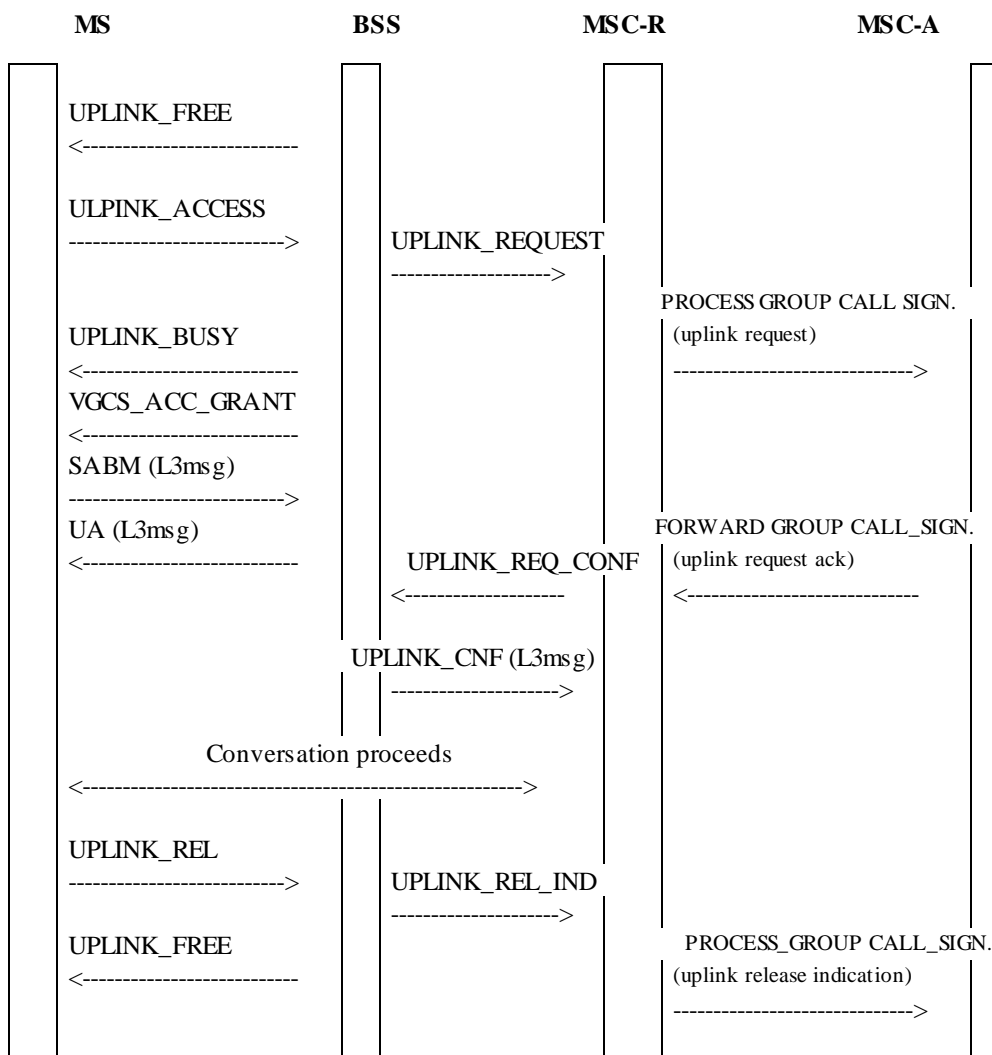 MS BSS MSC-R MSC-A
UPLINK_FREE
<---------------------------
ULPINK_ACCESS
--------------------------->
UPLINK_REQUEST
-------------------->
PROCESS GROUP CALL SIGN.
(uplink request)
------------------------------>
UPLINK_BUSY
<---------------------------
VGCS_ACC_GRANT
<---------------------------
SABM (L3msg)
--------------------------->
UA (L3msg)
<---------------------------
FORWARD GROUP CALL_SIGN.
(uplink request ack)
<-----------------------------
UPLINK_REQ_CONF
<--------------------
UPLINK_CNF (L3msg)
--------------------->
Conversation proceeds
<------------------------------------------------------->
UPLINK_REL
--------------------------->
UPLINK_REL_IND
--------------------->
UPLINK_FREE
<---------------------------
PROCESS_GROUP CALL_SIGN.
(uplink release indication)
------------------------------>